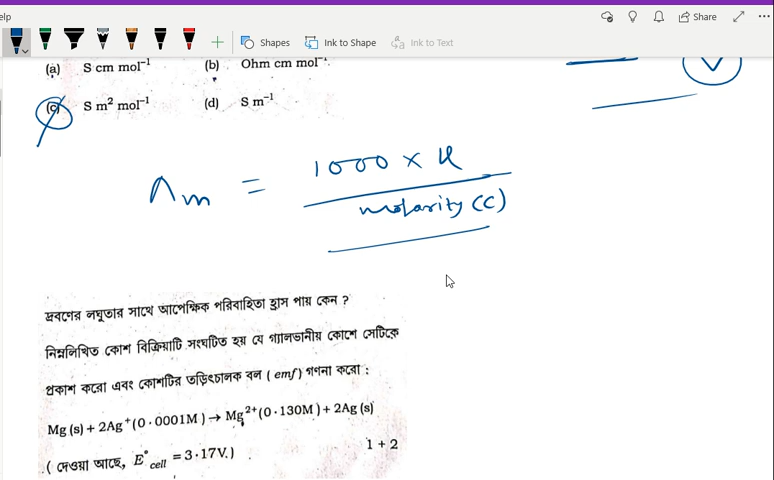 elp
Share
Shapes
Ink to Shape
Ink to Text
(a) S cm mol⁻¹ (b) Ohm cm mol⁻¹
(c) S m² mol⁻¹ (d) S m⁻¹
Λm = 1000 × K
molarity (C)
দ্রবণের লঘুতার সাথে আপেক্ষিক পরিবাহিতা হ্রাস পায় কেন ?
নিম্নলিখিত কোশ বিক্রিয়াটি সংঘটিত হয় যে গ্যালভানীয় কোশে সেটিকে
প্রকাশ করো এবং কোশটির তড়িৎচালক বল ( emf) গণনা করো :
Mg (s) + 2Ag⁺(0·0001M) → Mg²⁺(0·130M) + 2Ag (s)
( দেওয়া আছে, E°cell = 3·17V.) 1 + 2